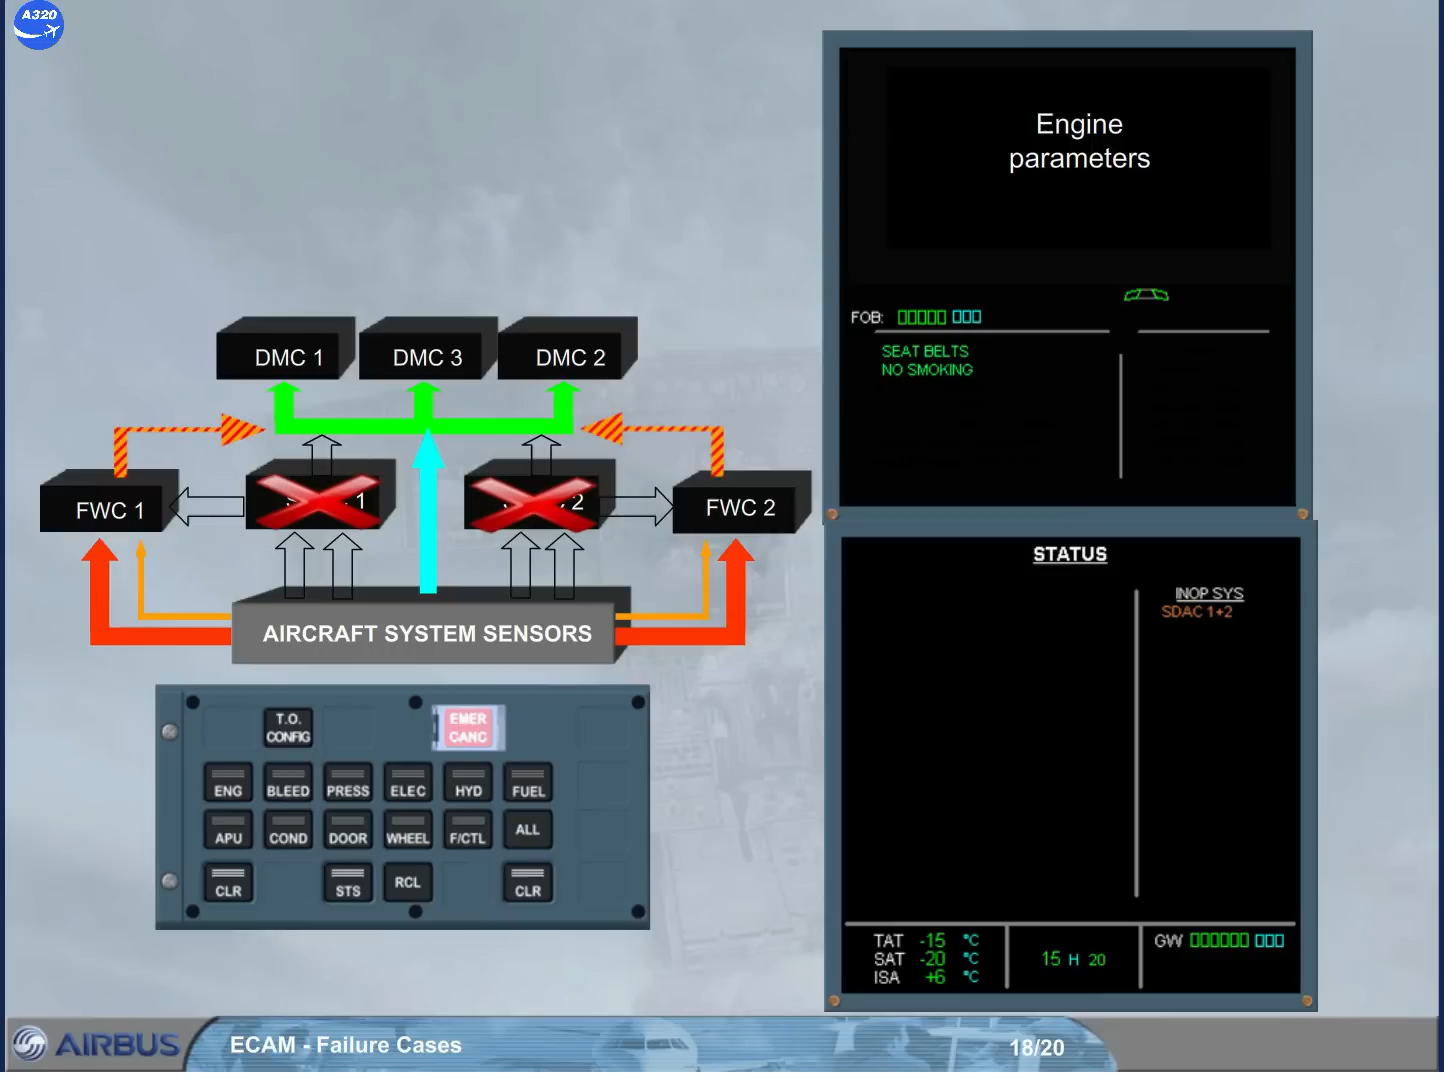 A320
Engine
parameters
FOB:
SEAT BELTS
NO SMOKING
DMC 1
DMC 3
DMC 2
FWC 1
1
2
FWC 2
AIRCRAFT SYSTEM SENSORS
STATUS
INOP SYS
SDAC 1+2
T.O.
CONFIG
EMER
CANC
ENG BLEED PRESS ELEC HYD FUEL
APU COND DOOR WHEEL F/CTL ALL
CLR STS RCL CLR
TAT -15 °C
SAT -20 °C
ISA +6 °C
15 H 20
GW
AIRBUS
ECAM - Failure Cases
18/20